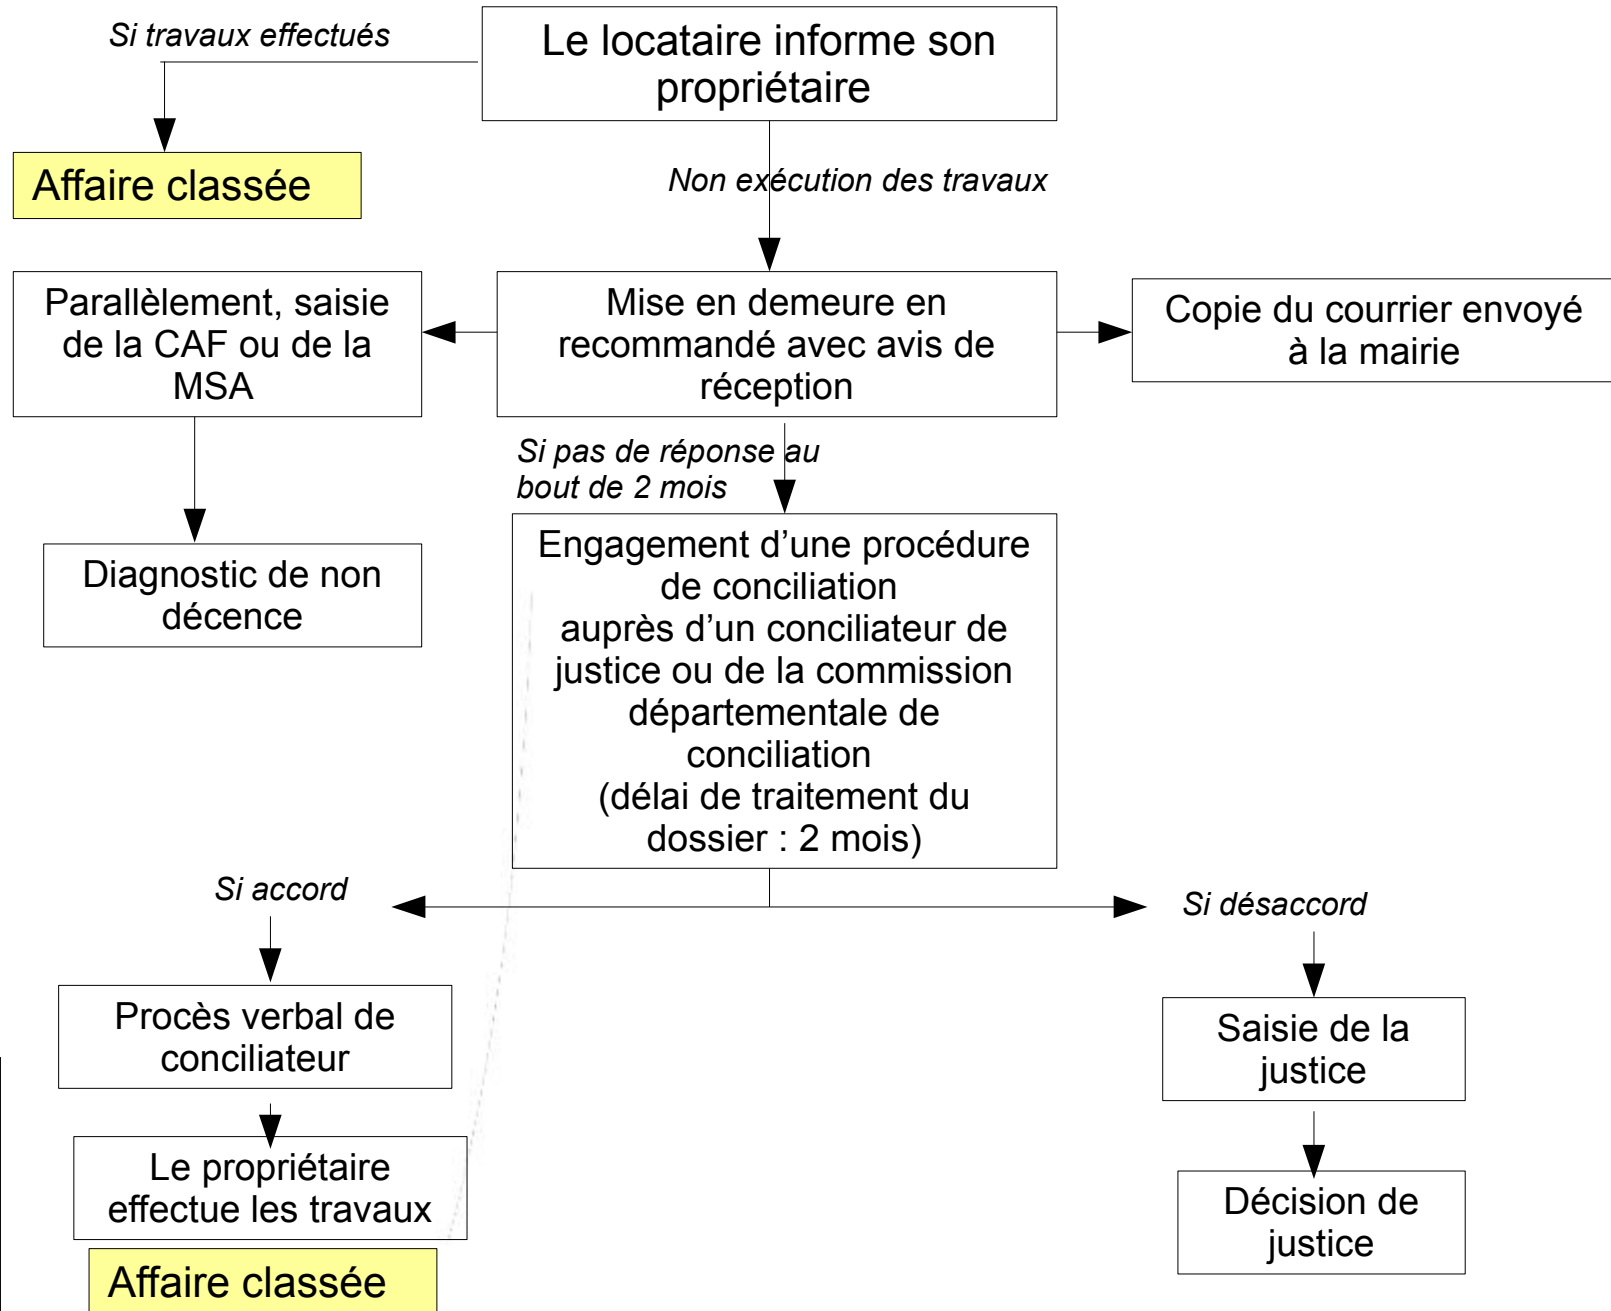 Si travaux effectués
Le locataire informe son
propriétaire
Affaire classée
Non exécution des travaux
Parallèlement, saisie
de la CAF ou de la
MSA
Mise en demeure en
recommandé avec avis de
réception
Copie du courrier envoyé
à la mairie
Si pas de réponse au
bout de 2 mois
Diagnostic de non
décence
Engagement d’une procédure
de conciliation
auprès d’un conciliateur de
justice ou de la commission
départementale de
conciliation
(délai de traitement du
dossier : 2 mois)
Si accord
Si désaccord
Procès verbal de
conciliateur
Saisie de la
justice
Le propriétaire
effectue les travaux
Décision de
justice
Affaire classée